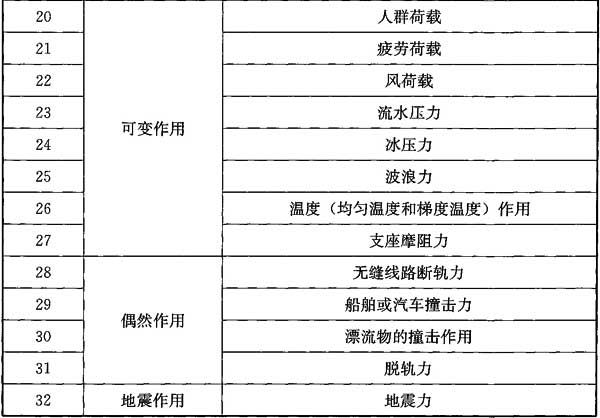 20 人群荷载
21 疲劳荷载
22 风荷载
23 流水压力
可变作用
24 冰压力
25 波浪力
26 温度（均匀温度和梯度温度）作用
27 支座摩阻力
28 无缝线路断轨力
29 船舶或汽车撞击力
偶然作用
30 漂流物的撞击作用
31 脱轨力
32 地震作用 地震力